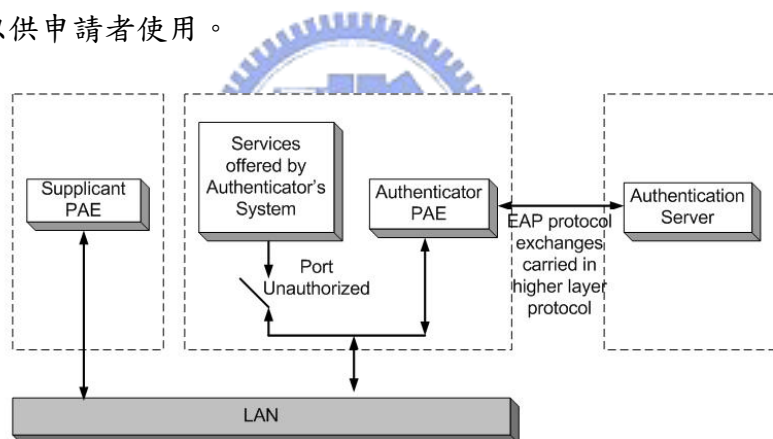 以供申請者使用。
Supplicant
PAE
Services
offered by
Authenticator's
System
Authenticator
PAE
Authentication
Server
EAP protocol
exchanges
carried in
higher layer
protocol
Port
Unauthorized
LAN